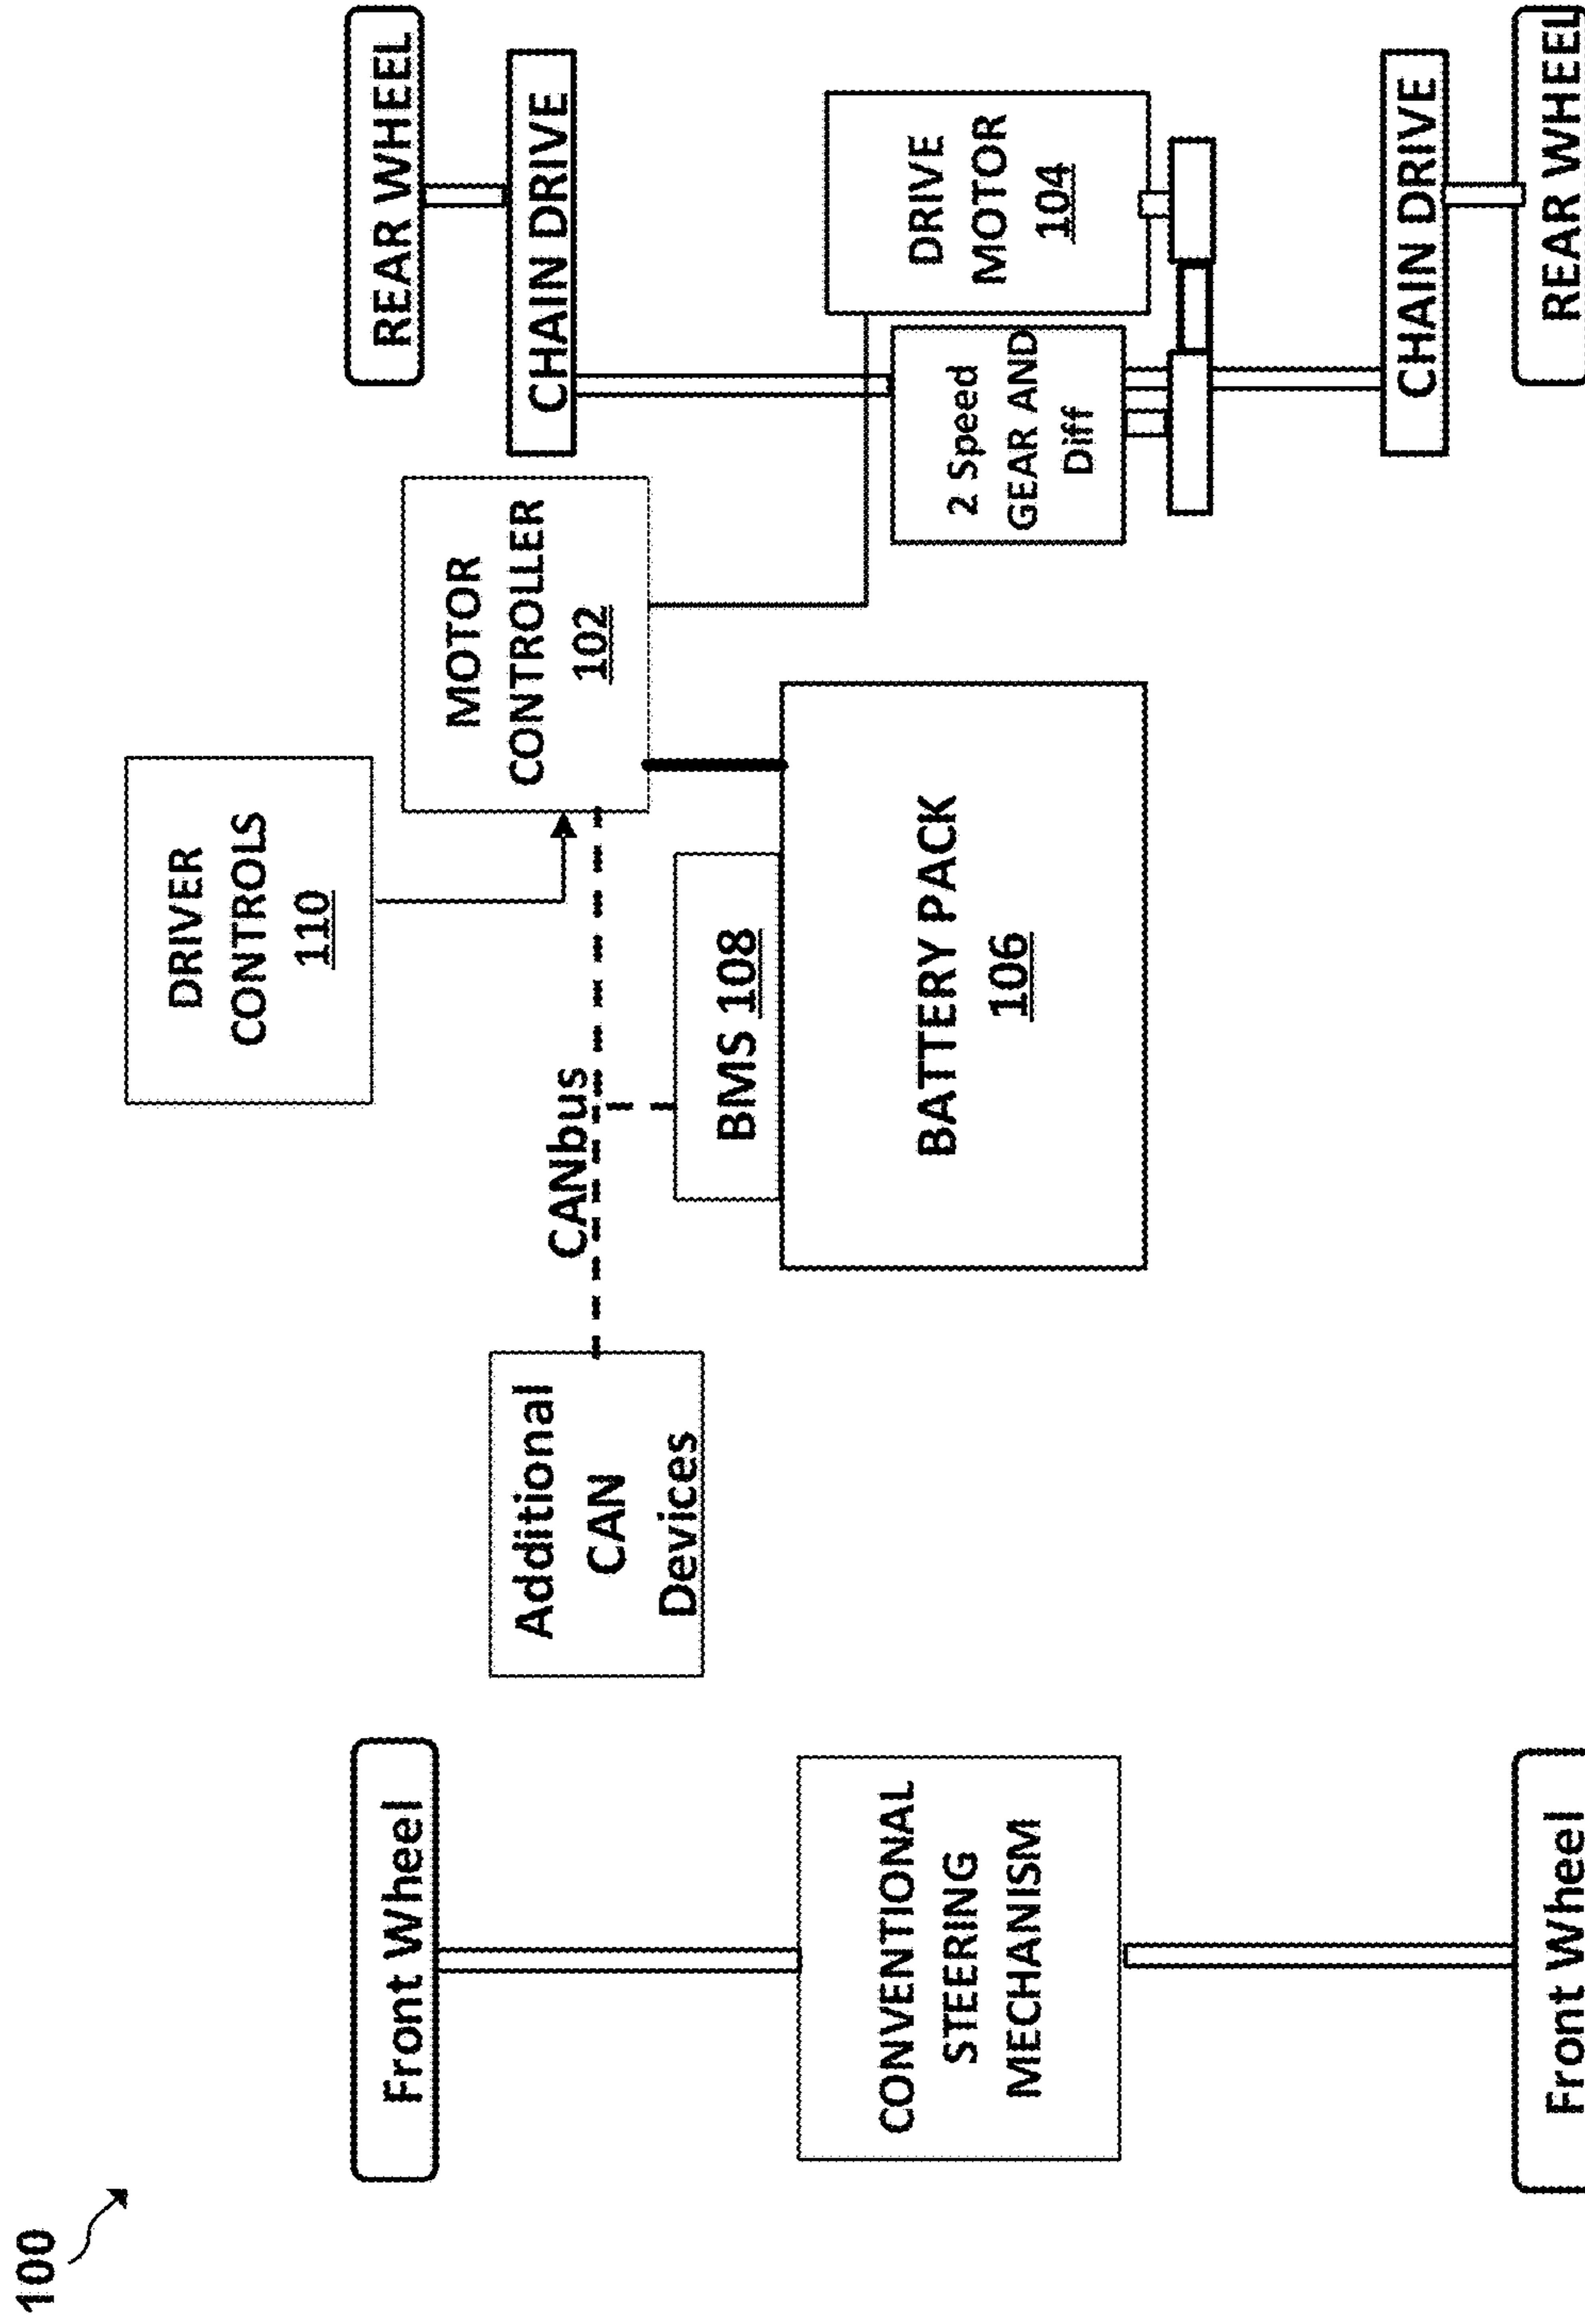 100
Front Wheel
CONVENTIONAL
STEERING
MECHANISM
Front Wheel
Additional
CAN
Devices
CANbus
DRIVER
CONTROLS
110
BMS 108
BATTERY PACK
106
MOTOR
CONTROLLER
102
REAR WHEEL
CHAIN DRIVE
2 Speed
GEAR AND
Diff
DRIVE
MOTOR
104
CHAIN DRIVE
REAR WHEEL